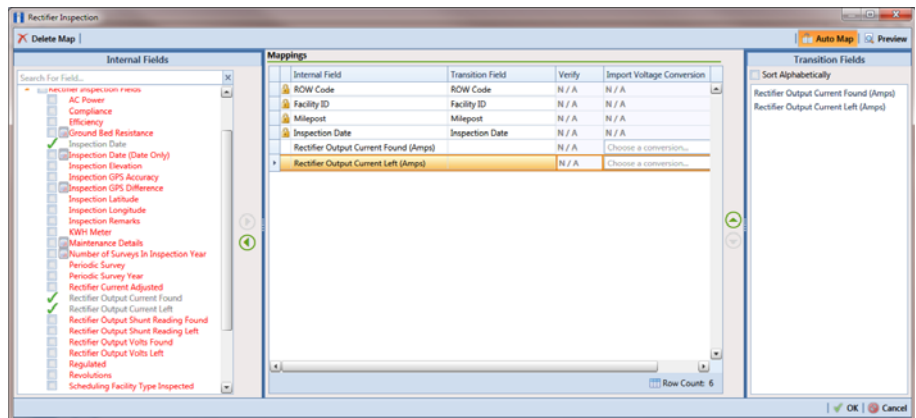 Rectifier Inspection
Delete Map
Auto Map
Preview
Internal Fields
Search For Field...
Rectifier Inspection Fields
AC Power
Compliance
Efficiency
Ground Bed Resistance
Inspection Date
Inspection Date (Date Only)
Inspection Elevation
Inspection GPS Accuracy
Inspection GPS Difference
Inspection Latitude
Inspection Longitude
Inspection Remarks
KWH Meter
Maintenance Details
Number of Surveys In Inspection Year
Periodic Survey
Periodic Survey Year
Rectifier Current Adjusted
Rectifier Output Current Found
Rectifier Output Current Left
Rectifier Output Shunt Reading Found
Rectifier Output Shunt Reading Left
Rectifier Output Volts Found
Rectifier Output Volts Left
Regulated
Revolutions
Scheduling Facility Type Inspected
Mappings
Internal Field Transition Field Verify Import Voltage Conversion
ROW Code ROW Code N / A N / A
Facility ID Facility ID N / A N / A
Milepost Milepost N / A N / A
Inspection Date Inspection Date N / A N / A
Rectifier Output Current Found (Amps) N / A Choose a conversion...
Rectifier Output Current Left (Amps) N / A Choose a conversion...
Row Count: 6
Transition Fields
Sort Alphabetically
Rectifier Output Current Found (Amps)
Rectifier Output Current Left (Amps)
OK
Cancel